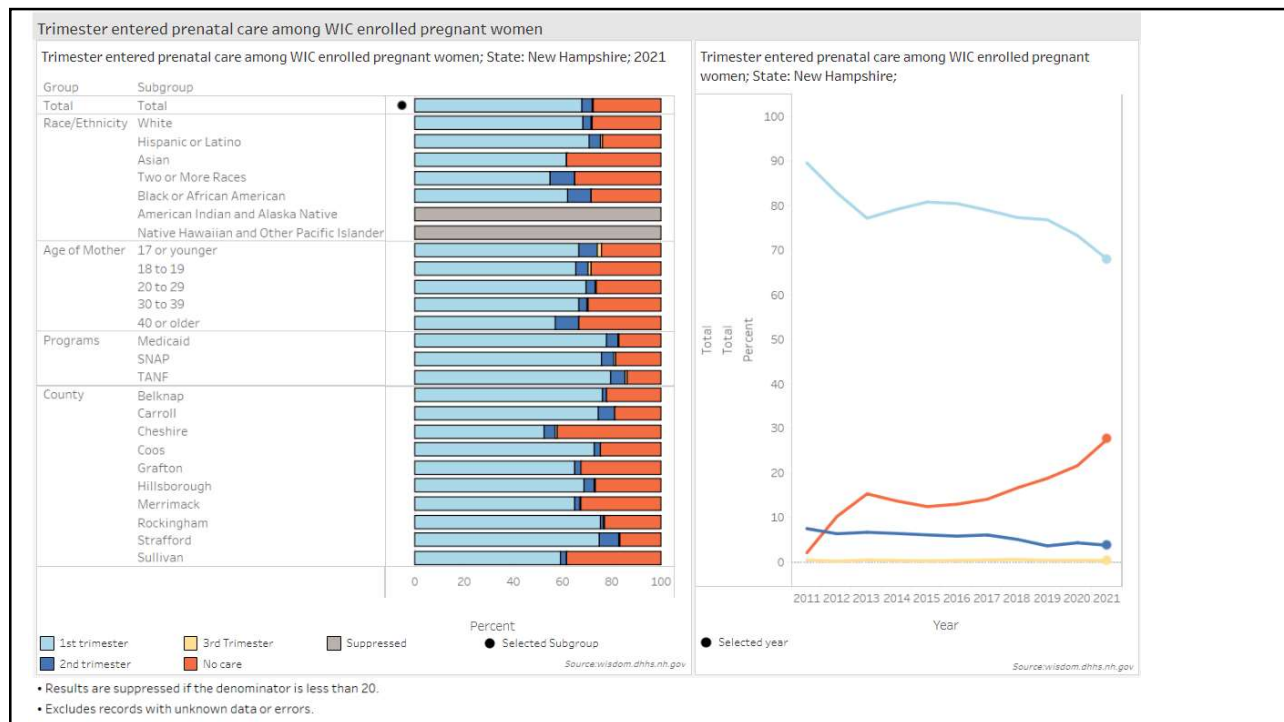 Trimester entered prenatal care among WIC enrolled pregnant women
Trimester entered prenatal care among WIC enrolled pregnant women; State: New Hampshire; 2021
Group Subgroup
Total Total
Race/Ethnicity White
Hispanic or Latino
Asian
Two or More Races
Black or African American
American Indian and Alaska Native
Native Hawaiian and Other Pacific Islander
Age of Mother 17 or younger
18 to 19
20 to 29
30 to 39
40 or older
Programs Medicaid
SNAP
TANF
County Belknap
Carroll
Cheshire
Coos
Grafton
Hillsborough
Merrimack
Rockingham
Strafford
Sullivan
0 20 40 60 80 100
Percent
1st trimester 3rd Trimester Suppressed Selected Subgroup
2nd trimester No care
Source:wisdom.dhhs.nh.gov
Trimester entered prenatal care among WIC enrolled pregnant
women; State: New Hampshire;
100
90
80
70
60
50
40
30
20
10
0
Total
Total
Percent
2011 2012 2013 2014 2015 2016 2017 2018 2019 2020 2021
Year
Selected year
Source:wisdom.dhhs.nh.gov
• Results are suppressed if the denominator is less than 20.
• Excludes records with unknown data or errors.